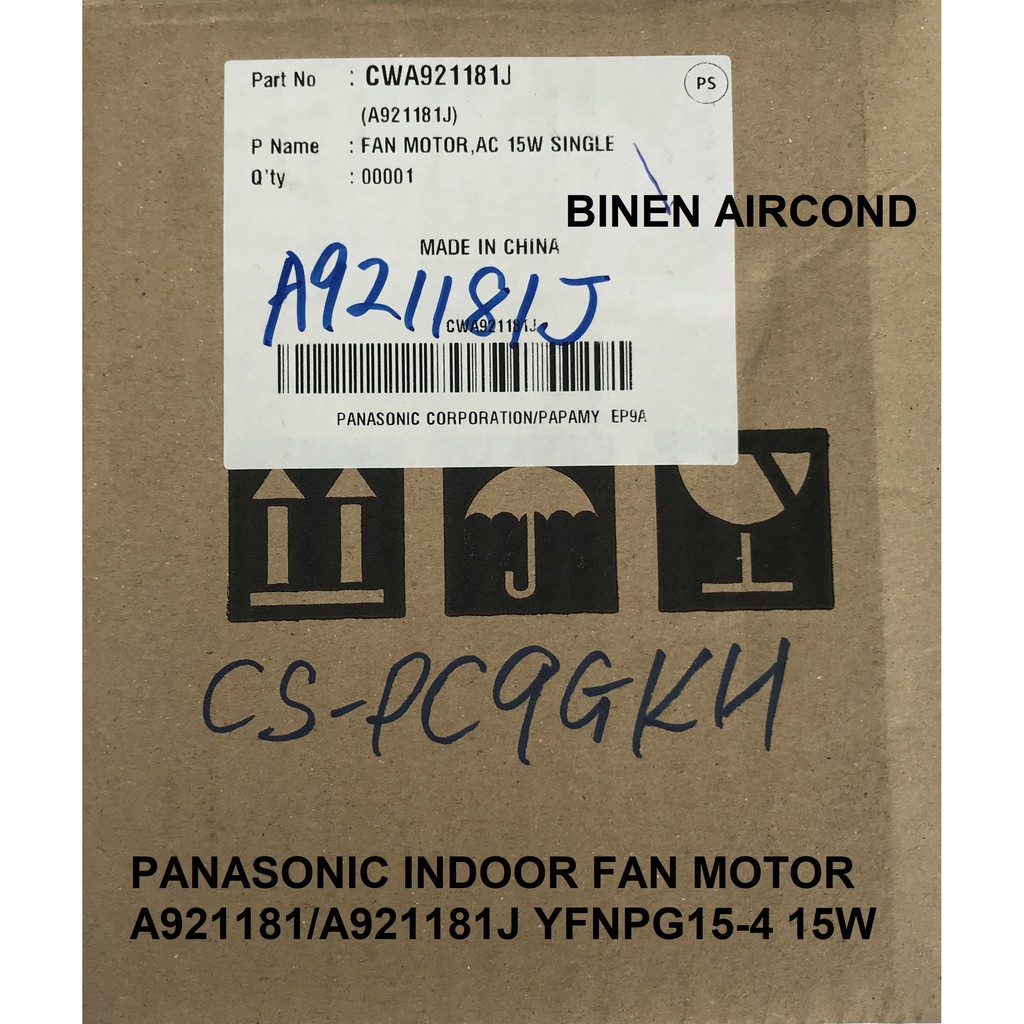 Part No : CWA921181J
(A921181J)
P Name : FAN MOTOR,AC 15W SINGLE
Q'ty : 00001
PS
BINEN AIRCOND
MADE IN CHINA
A921181J
CWA921181J
PANASONIC CORPORATION/PAPAMY EP9A
CS-PC9GKH
PANASONIC INDOOR FAN MOTOR
A921181/A921181J YFNPG15-4 15W